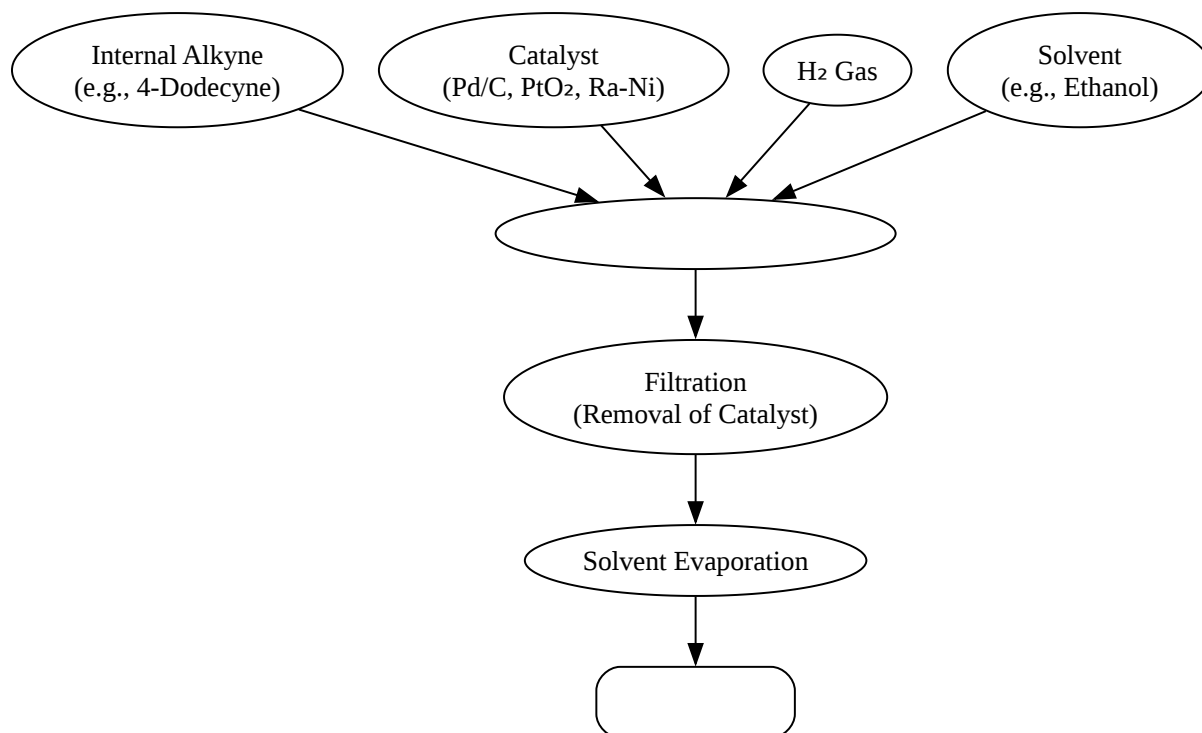 Internal Alkyne
(e.g., 4-Dodecyne)
Catalyst
(Pd/C, PtO₂, Ra-Ni)
H₂ Gas
Solvent
(e.g., Ethanol)
Filtration
(Removal of Catalyst)
Solvent Evaporation